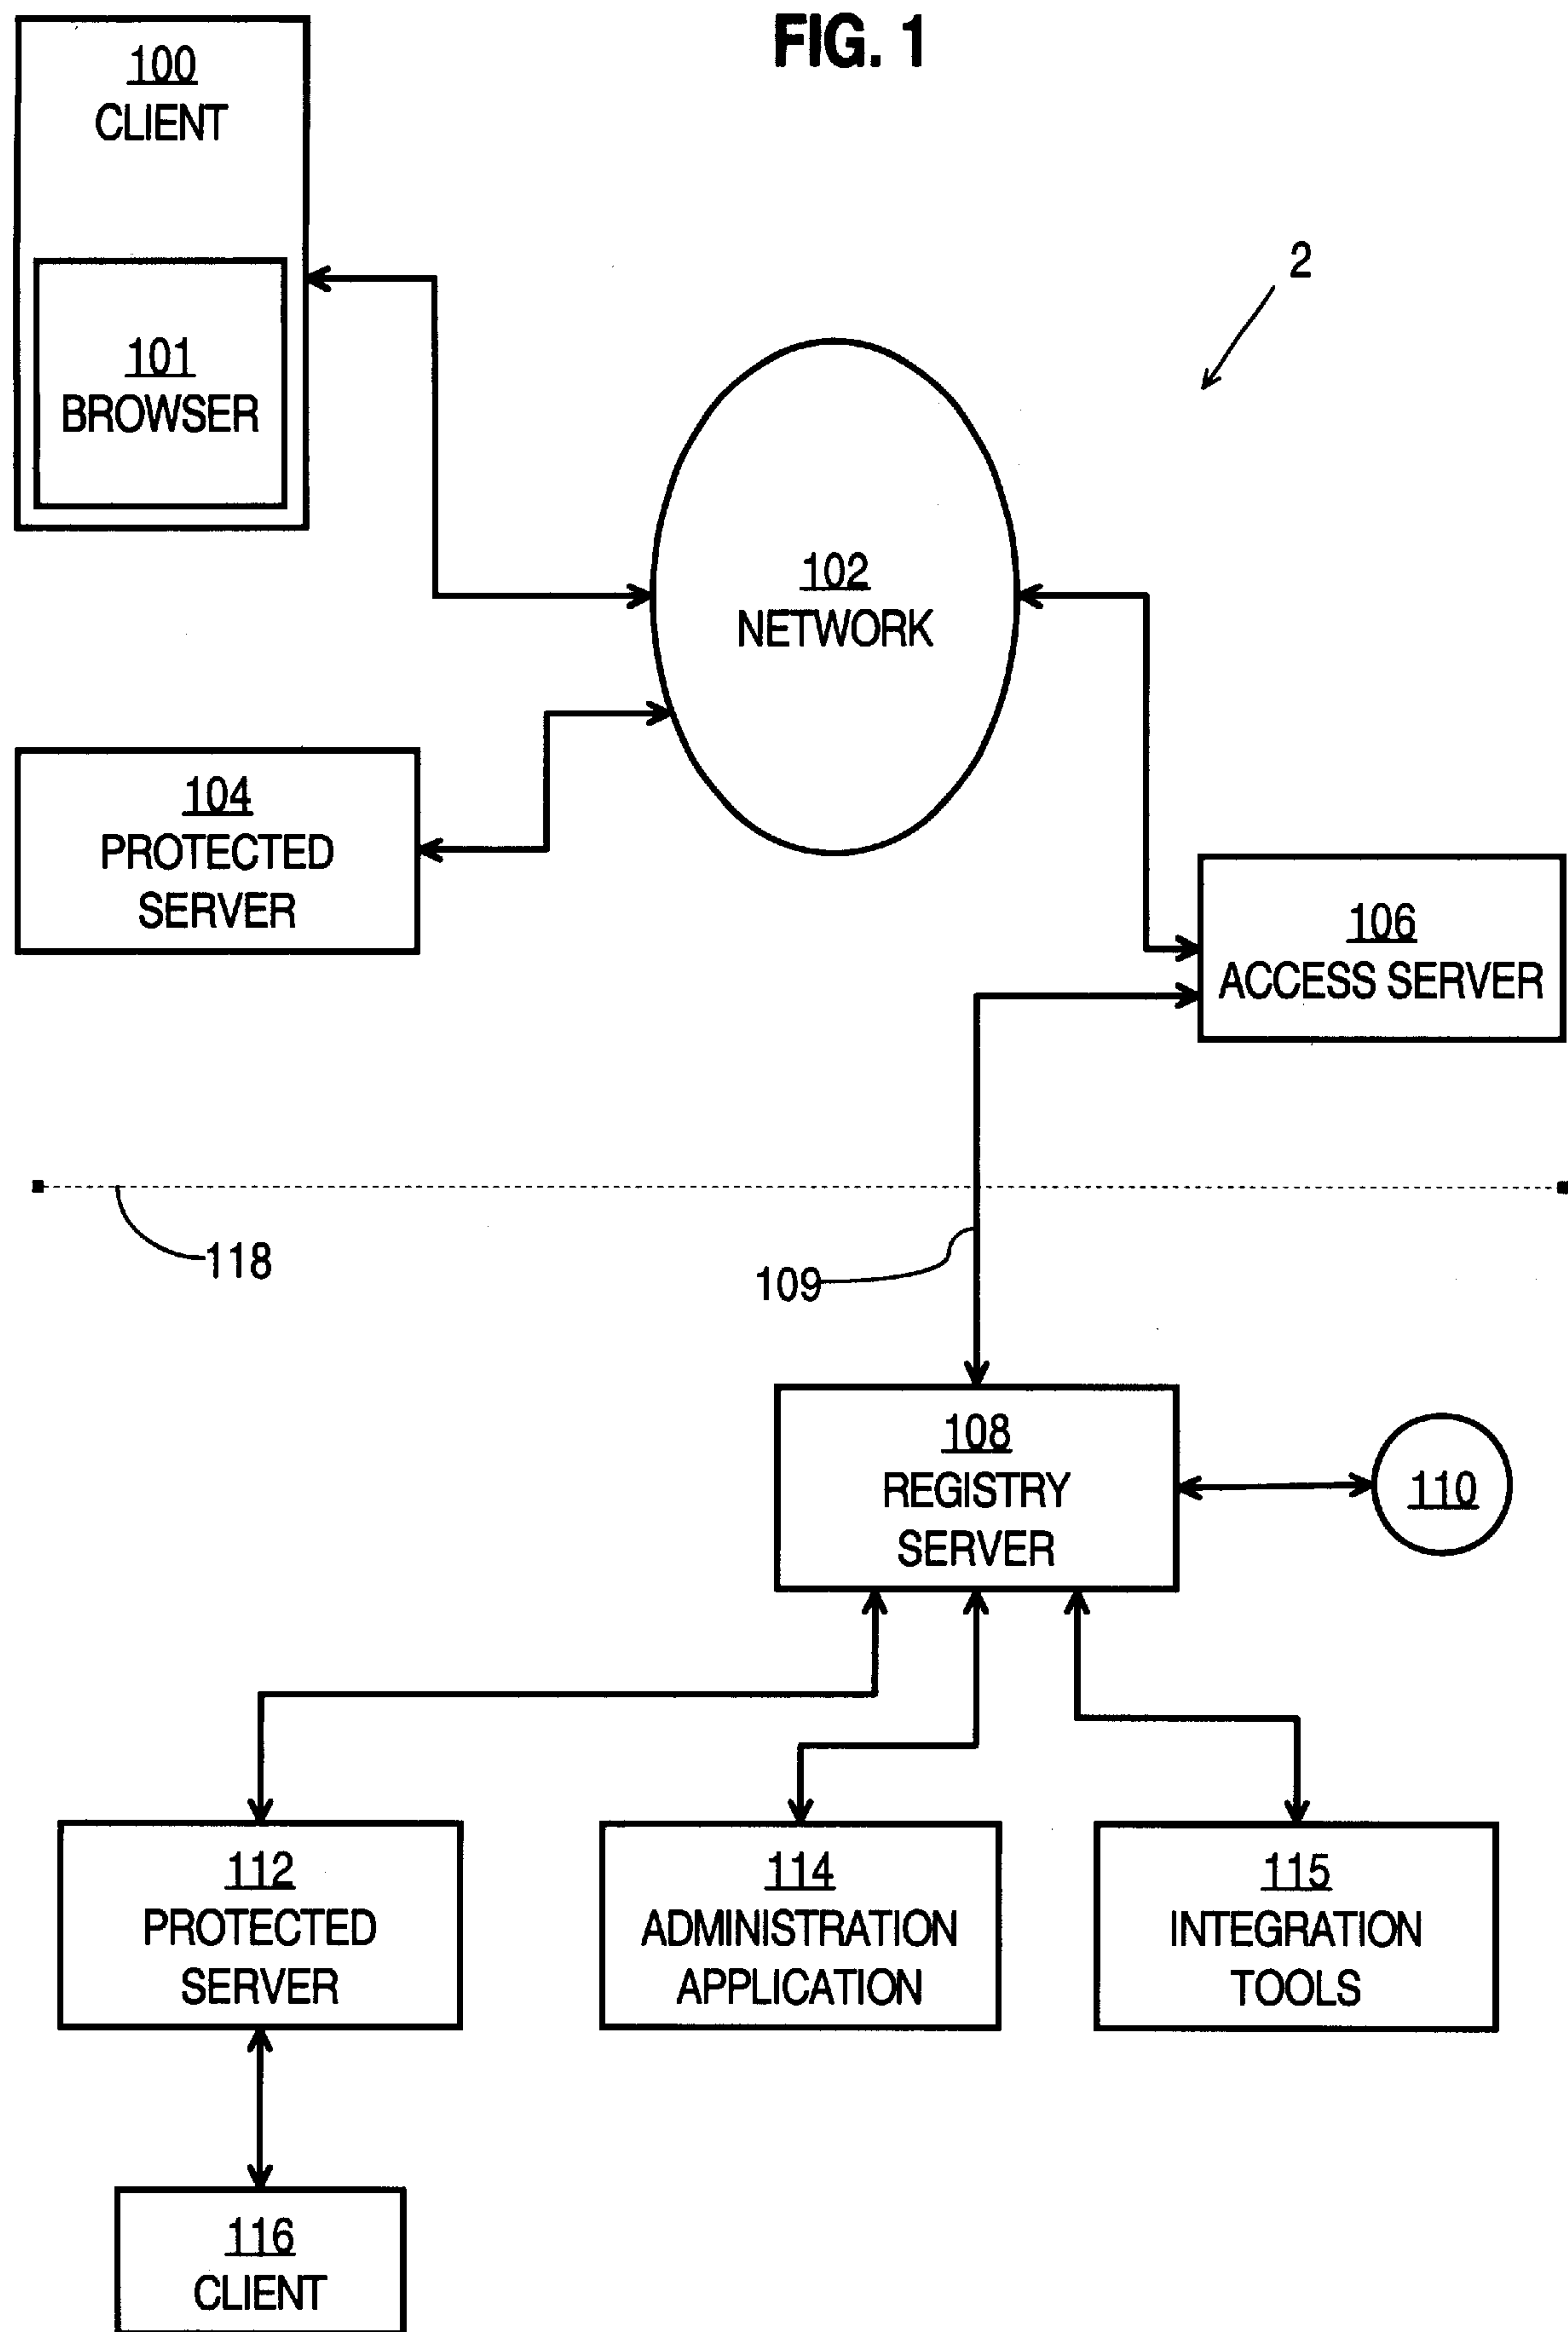 FIG. 1
100
CLIENT
101
BROWSER
2
102
NETWORK
104
PROTECTED
SERVER
106
ACCESS SERVER
118
109
108
REGISTRY
SERVER
110
112
PROTECTED
SERVER
114
ADMINISTRATION
APPLICATION
115
INTEGRATION
TOOLS
116
CLIENT